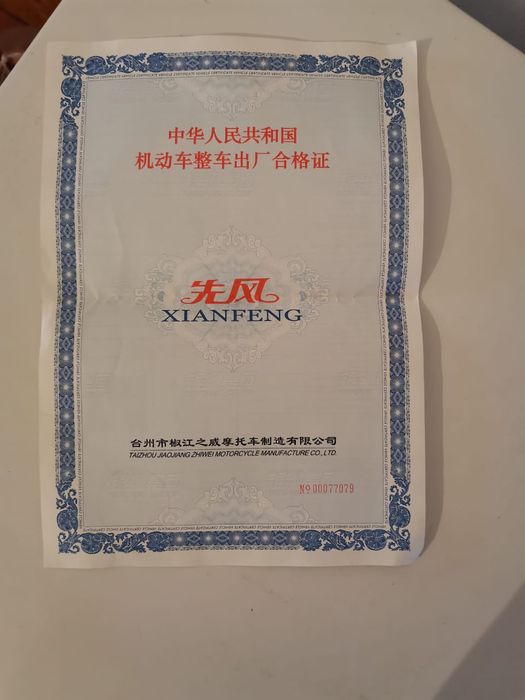 中华人民共和国
机动车整车出厂合格证
先风
XIANFENG
台州市椒江之威摩托车制造有限公司
TAIZHOU JIAOJIANG ZHIWEI MOTORCYCLE MANUFACTURE CO., LTD.
№00077079